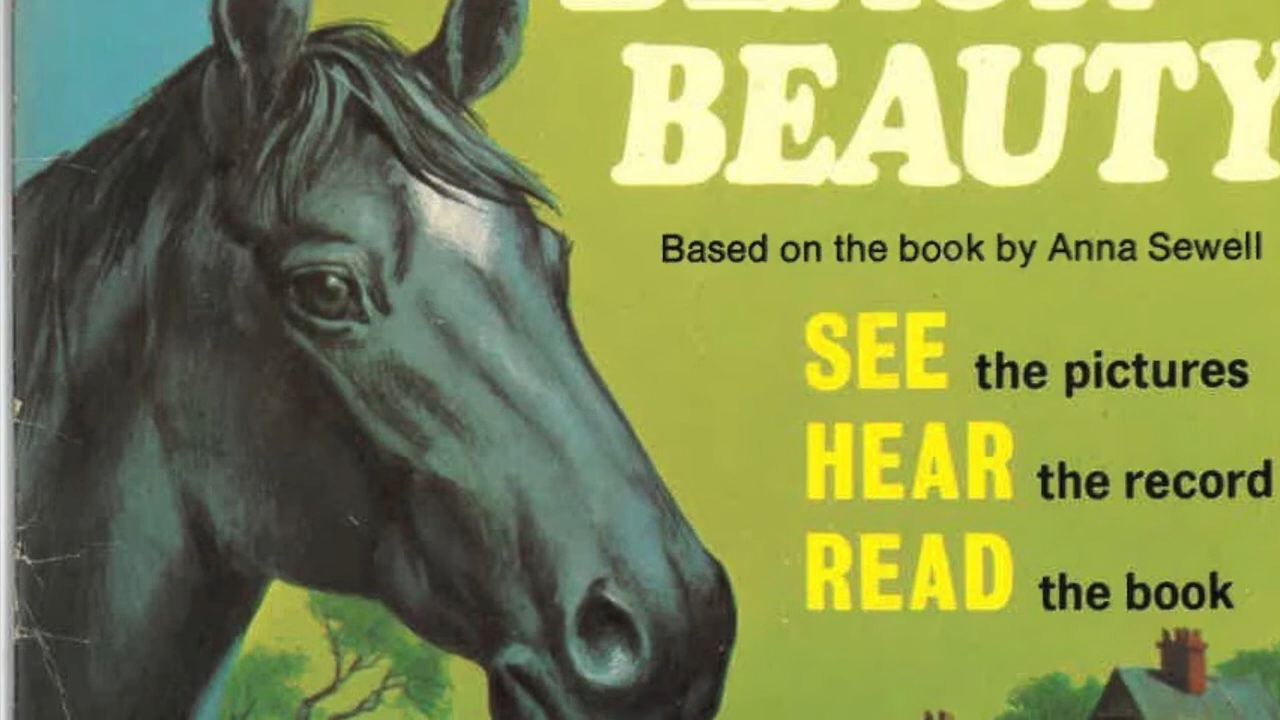 BEAUTY
Based on the book by Anna Sewell
SEE the pictures
HEAR the record
READ the book